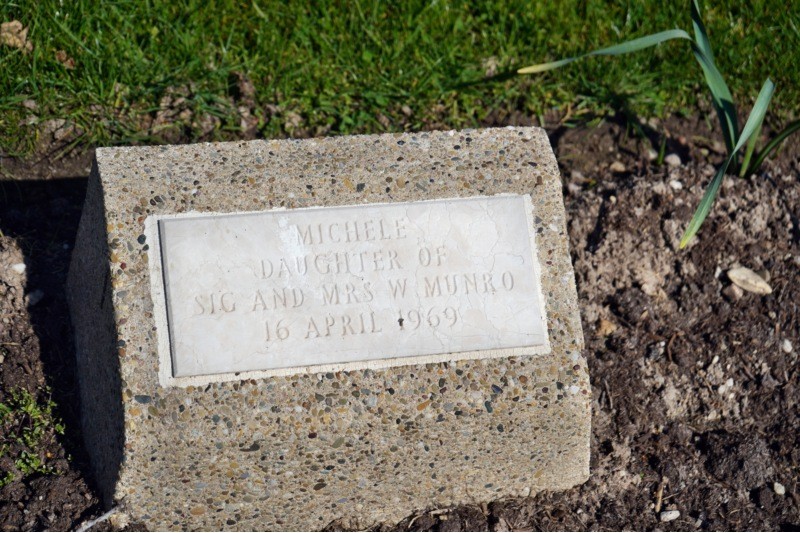 MICHELE
DAUGHTER OF
SIG AND MRS W MUNRO
16 APRIL 1969